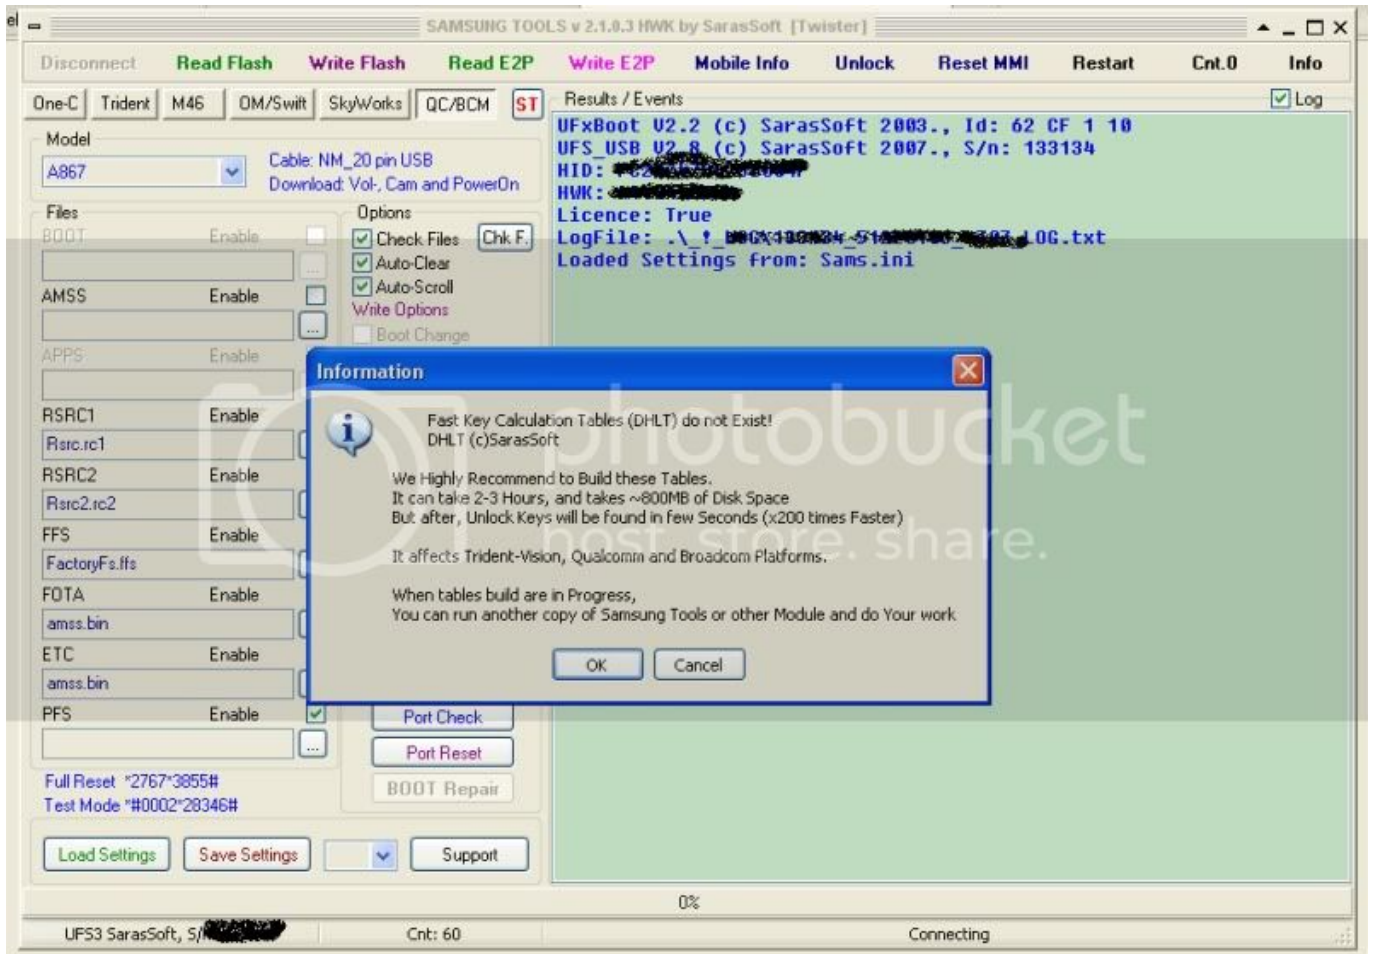 el
SAMSUNG TOOLS v 2.1.0.3 HWK by SarasSoft [Twister]
Disconnect Read Flash Write Flash Read E2P Write E2P Mobile Info Unlock Reset MMI Restart Cnt.0 Info
One-C Trident M46 OM/Swift SkyWorks QC/BCM ST
Results / Events Log
Model
A867
Cable: NM_20 pin USB
Download: Vol-, Cam and PowerOn
Files
BOOT Enable
...
AMSS Enable
...
APPS Enable
RSRC1 Enable
Rsrc.rc1
RSRC2 Enable
Rsrc2.rc2
FFS Enable
FactoryFs.ffs
FOTA Enable
amss.bin
ETC Enable
amss.bin
PFS Enable
...
Full Reset *2767*3855#
Test Mode *#0002*28346#
Options
Check Files Chk F.
Auto-Clear
Auto-Scroll
Write Options
Boot Change
Port Check
Port Reset
BOOT Repair
Load Settings Save Settings Support
UFxBoot V2.2 (c) SarasSoft 2003., Id: 62 CF 1 10
UFS_USB V2.8 (c) SarasSoft 2007., S/n: 133134
HID:
HWK:
Licence: True
LogFile: .\_!_ LOG.txt
Loaded Settings from: Sams.ini
Information
Fast Key Calculation Tables (DHLT) do not Exist!
DHLT (c)SarasSoft
We Highly Recommend to Build these Tables.
It can take 2-3 Hours, and takes ~800MB of Disk Space
But after, Unlock Keys will be found in few Seconds (x200 times Faster)
It affects Trident-Vision, Qualcomm and Broadcom Platforms.
When tables build are in Progress,
You can run another copy of Samsung Tools or other Module and do Your work
OK Cancel
photobucket
host. store. share.
0%
UFS3 SarasSoft, S/ Cnt: 60 Connecting